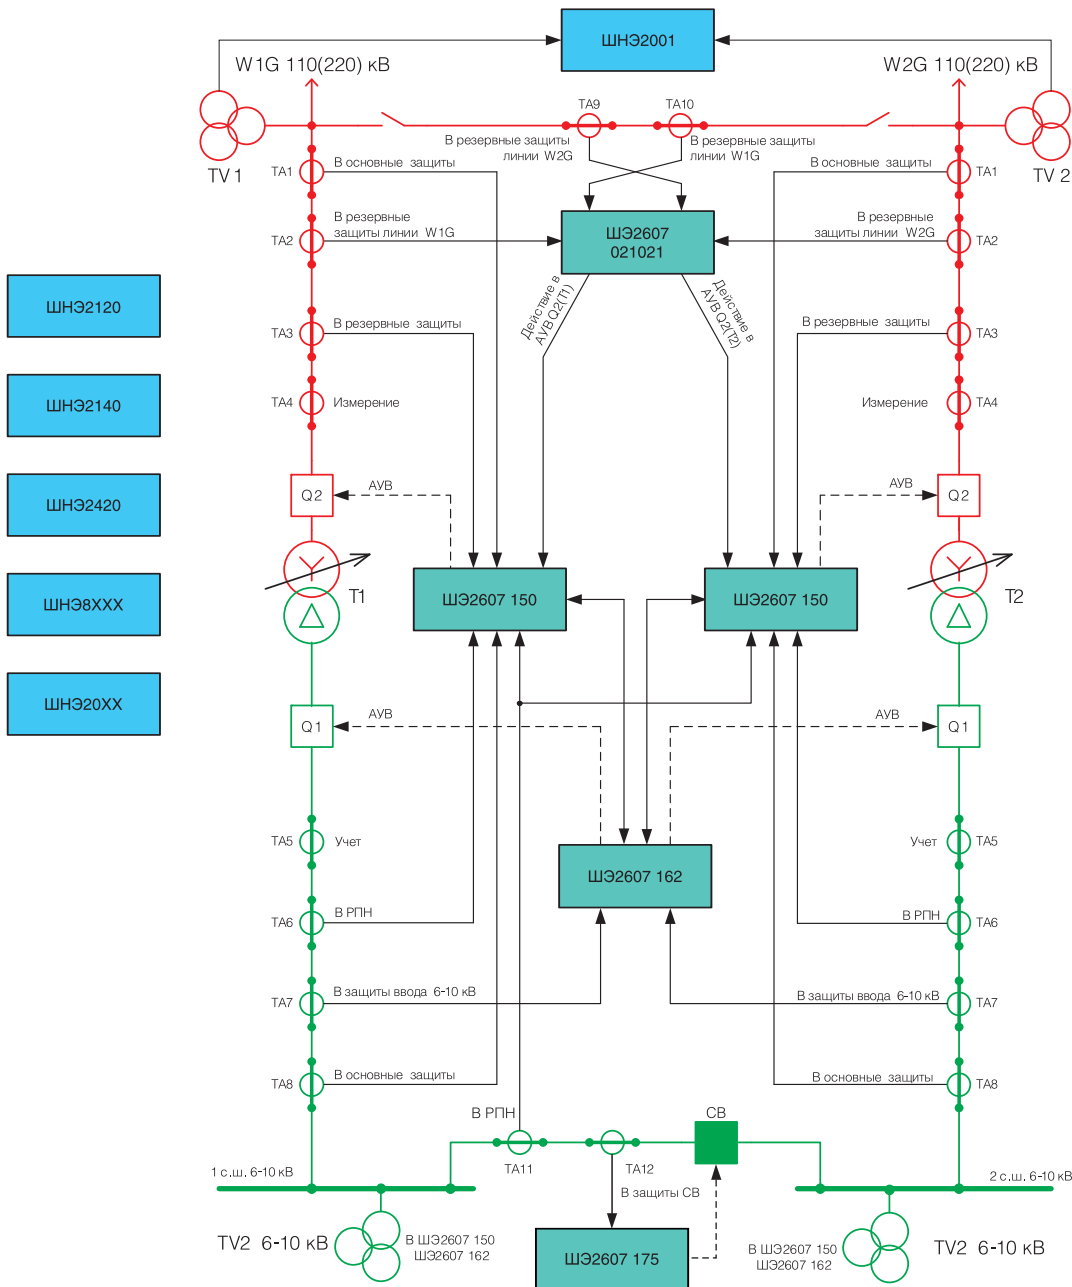 ШНЭ2001
W1G 110(220) кВ
W2G 110(220) кВ
TV 1
TV 2
TA9
TA10
В резервные защиты
линии W2G
В резервные защиты
линии W1G
TA1
В основные защиты
В основные защиты
TA1
TA2
В резервные
защиты линии W1G
ШЭ2607
021021
В резервные
защиты линии W2G
TA2
Действие в
АУВ Q2(T1)
Действие в
АУВ Q2(T2)
ШНЭ2120
ШНЭ2140
ШНЭ2420
ШНЭ8XXX
ШНЭ20XX
TA3
В резервные защиты
В резервные защиты
TA3
TA4
Измерение
Измерение
TA4
Q2
АУВ
АУВ
Q2
T1
ШЭ2607 150
ШЭ2607 150
T2
Q1
АУВ
АУВ
Q1
TA5
Учет
Учет
TA5
ШЭ2607 162
TA6
В РПН
В РПН
TA6
TA7
В защиты ввода 6-10 кВ
В защиты ввода 6-10 кВ
TA7
TA8
В основные защиты
В основные защиты
TA8
В РПН
СВ
TA11
TA12
1 с.ш. 6-10 кВ
2 с.ш. 6-10 кВ
В защиты СВ
TV2 6-10 кВ
В ШЭ2607 150
ШЭ2607 162
ШЭ2607 175
В ШЭ2607 150
ШЭ2607 162
TV2 6-10 кВ